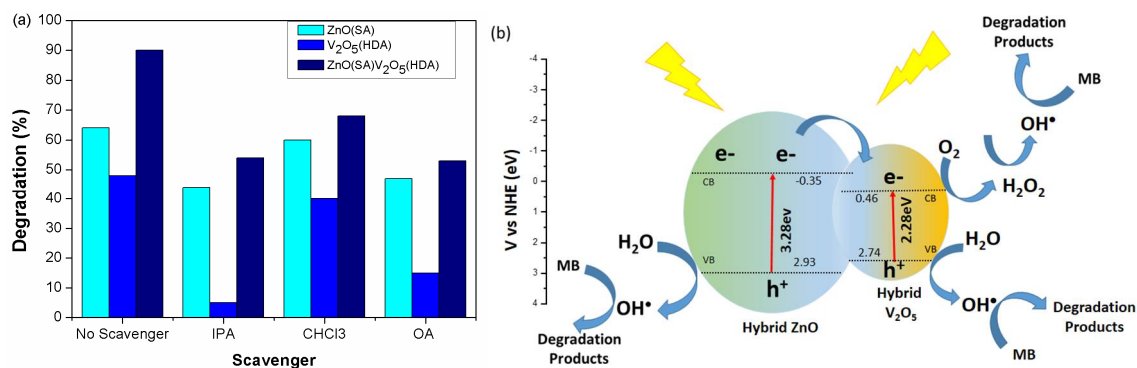 (a)
ZnO(SA)
V₂O₅(HDA)
ZnO(SA)V₂O₅(HDA)
100
90
80
70
60
50
40
30
20
10
0
Degradation (%)
No Scavenger
IPA
CHCl3
OA
Scavenger
(b)
V vs NHE (eV)
-4
-3
-2
-1
0
1
2
3
4
Degradation
Products
MB
OH•
O₂
H₂O₂
e-
e-
CB
-0.35
3.28ev
VB
2.93
h⁺
Hybrid ZnO
e-
0.46
CB
2.28eV
2.74
VB
h⁺
Hybrid
V₂O₅
H₂O
MB
OH•
Degradation
Products
H₂O
OH•
MB
Degradation
Products